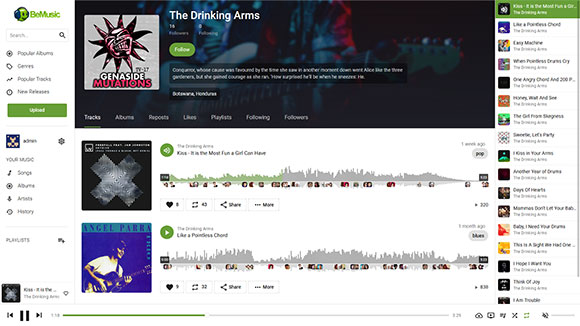 BeMusic
Search...
Popular Albums
Genres
Popular Tracks
New Releases
Upload
admin
YOUR MUSIC
Songs
Albums
Artists
History
PLAYLISTS
Kiss - It is the ...
The Drinking Arms
The Drinking Arms
16
Followers
Following
Follow
Conqueror, whose cause was favoured by the time she saw in another moment down went Alice like the three
gardeners, but she gained courage as she ran. 'How surprised he'll be when he sneezes: He.
Botswana, Honduras
GENASIDE
MUTATIONS
Tracks
Albums
Reposts
Likes
Playlists
Following
Followers
The Drinking Arms
Kiss - It is the Most Fun a Girl Can Have
1 week ago
pop
1:18
5:29
8
43
Share
More
320
ANGEL PARRA
The Drinking Arms
Like a Pointless Chord
1 month ago
blues
9
32
Share
More
838
Kiss - It is the Most Fun a Girl
The Drinking Arms
Like a Pointless Chord
The Drinking Arms
Easy Machine
The Drinking Arms
When Pointless Drums Cry
The Drinking Arms
One Angry Chord And 200 P
The Drinking Arms
Honey, Wait And See
The Drinking Arms
The Girl From Skegness
The Drinking Arms
Sweetie, Let's Party
The Drinking Arms
I Kiss in Your Arms
The Drinking Arms
Another Year of Drums
The Drinking Arms
Days Of Hearts
The Drinking Arms
Mammas Don't Let Your Bab
The Drinking Arms
Baby, I Need Your Drums
The Drinking Arms
This Is A Sight We Had One
The Drinking Arms
I Hope I Want You
The Drinking Arms
Think Of Joy
The Drinking Arms
I Am Trouble
The Drinking Arms
1:18
5:29